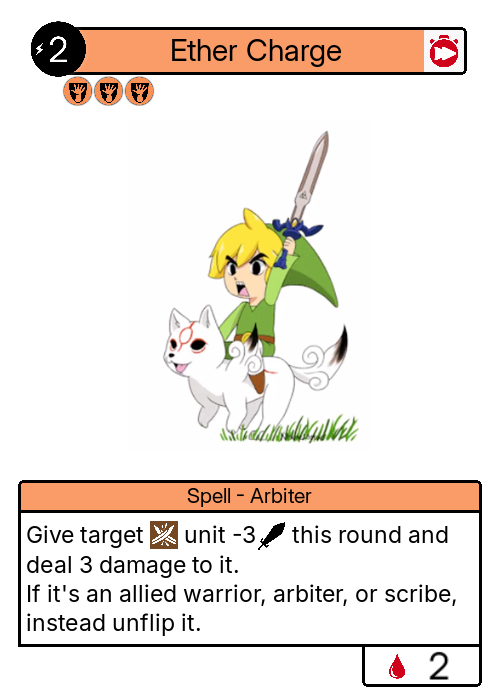 2
Ether Charge
Spell - Arbiter
Give target unit -3 this round and
deal 3 damage to it.
If it's an allied warrior, arbiter, or scribe,
instead unflip it.
2